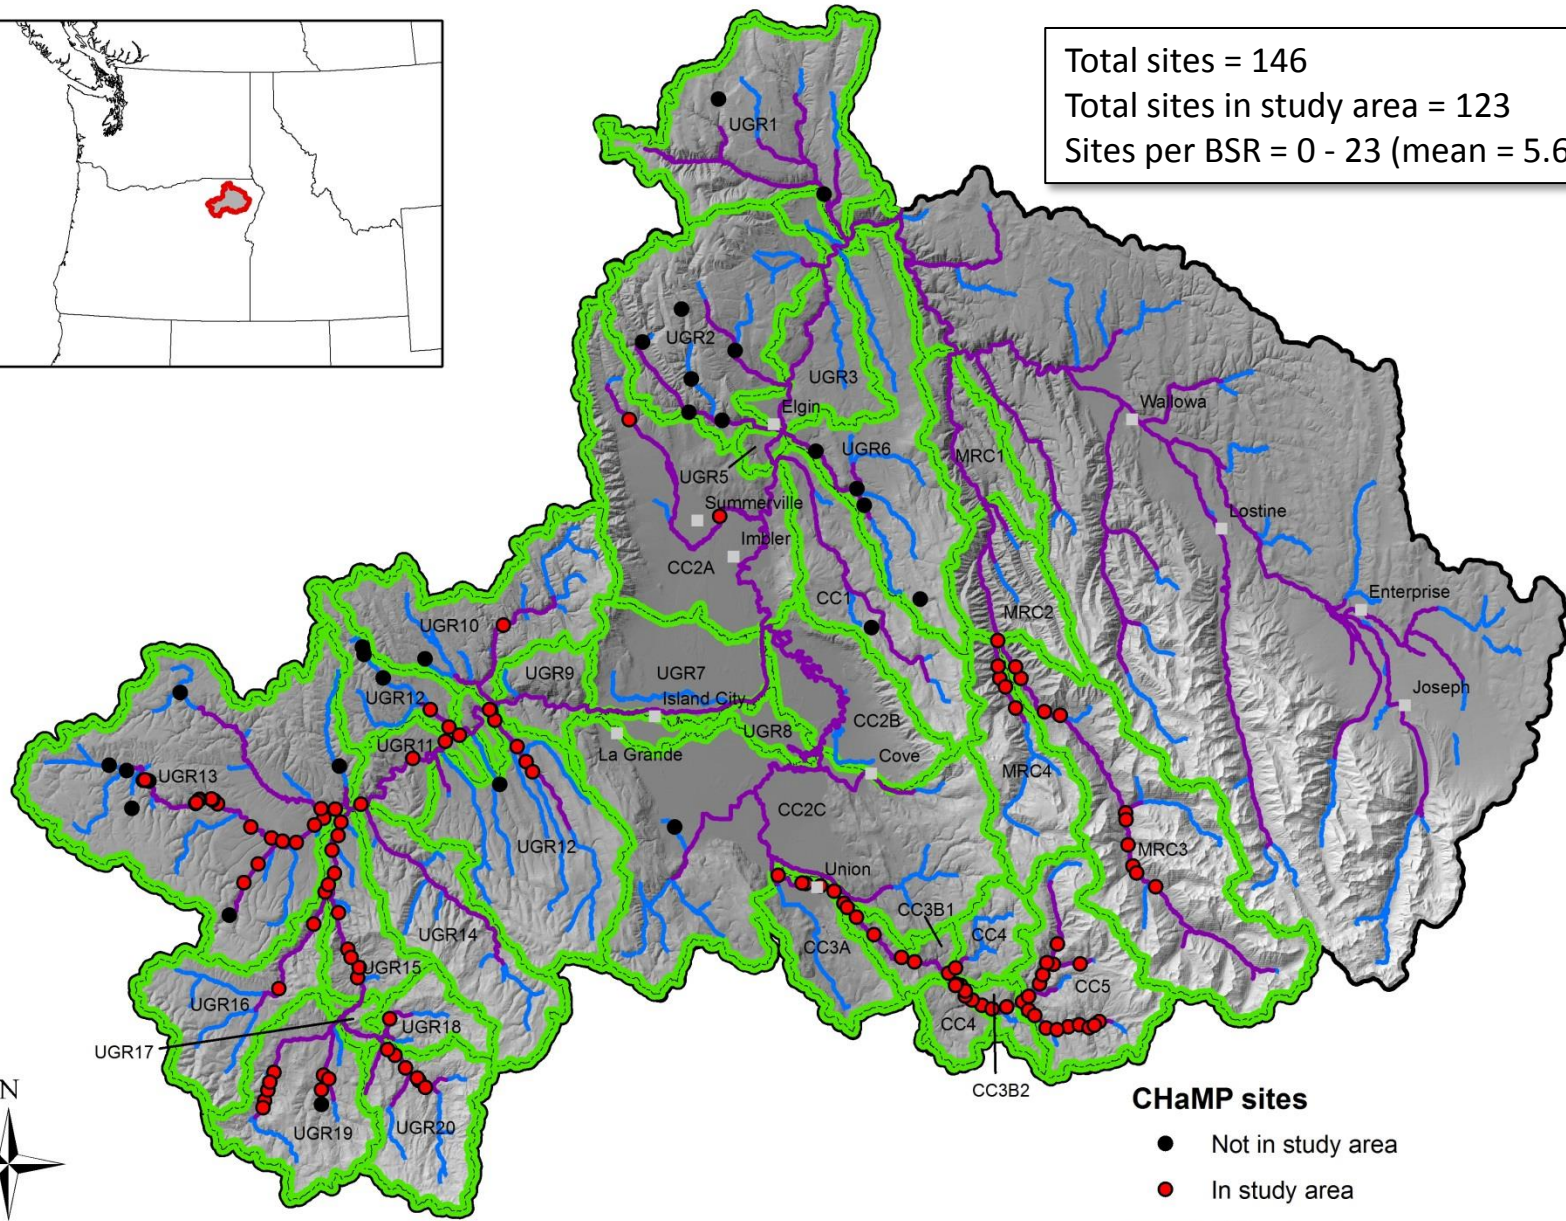 Total sites = 146
Total sites in study area = 123
Sites per BSR = 0 - 23 (mean = 5.6
UGR1
UGR2
UGR3
Elgin
Wallowa
UGR6
MRC1
UGR5
Summerville
Lostine
Imbler
CC2A
CC1
MRC2
Enterprise
UGR10
UGR9
UGR7
Island City
Joseph
UGR12
UGR11
UGR8
CC2B
La Grande
Cove
MRC4
UGR13
CC2C
UGR12
MRC3
Union
CC3B1
CC4
UGR14
CC3A
UGR15
CC5
UGR16
UGR18
CC4
UGR17
CC3B2
N
UGR19
UGR20
CHaMP sites
Not in study area
In study area